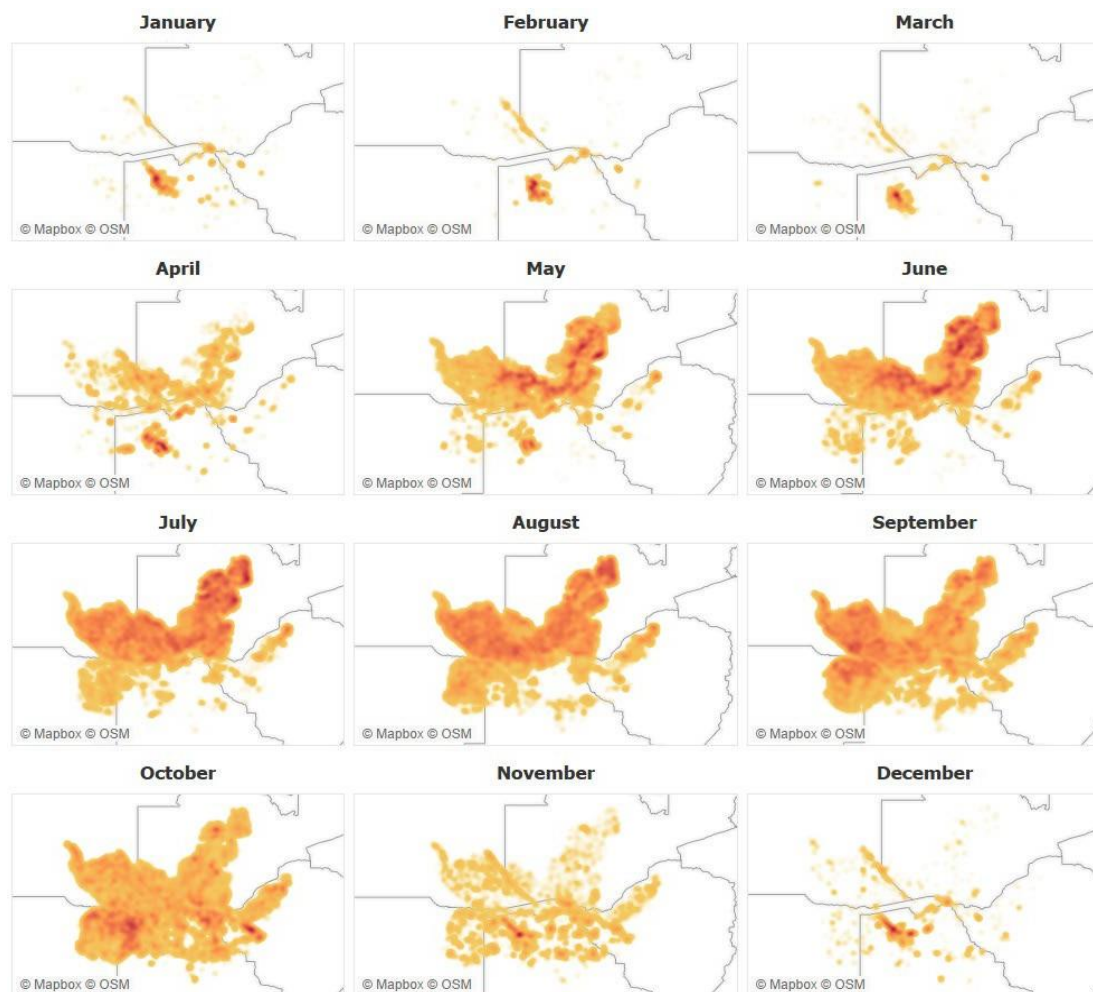 January
February
March
© Mapbox © OSM
© Mapbox © OSM
© Mapbox © OSM
April
May
June
© Mapbox © OSM
© Mapbox © OSM
© Mapbox © OSM
July
August
September
© Mapbox © OSM
© Mapbox © OSM
© Mapbox © OSM
October
November
December
© Mapbox © OSM
© Mapbox © OSM
© Mapbox © OSM